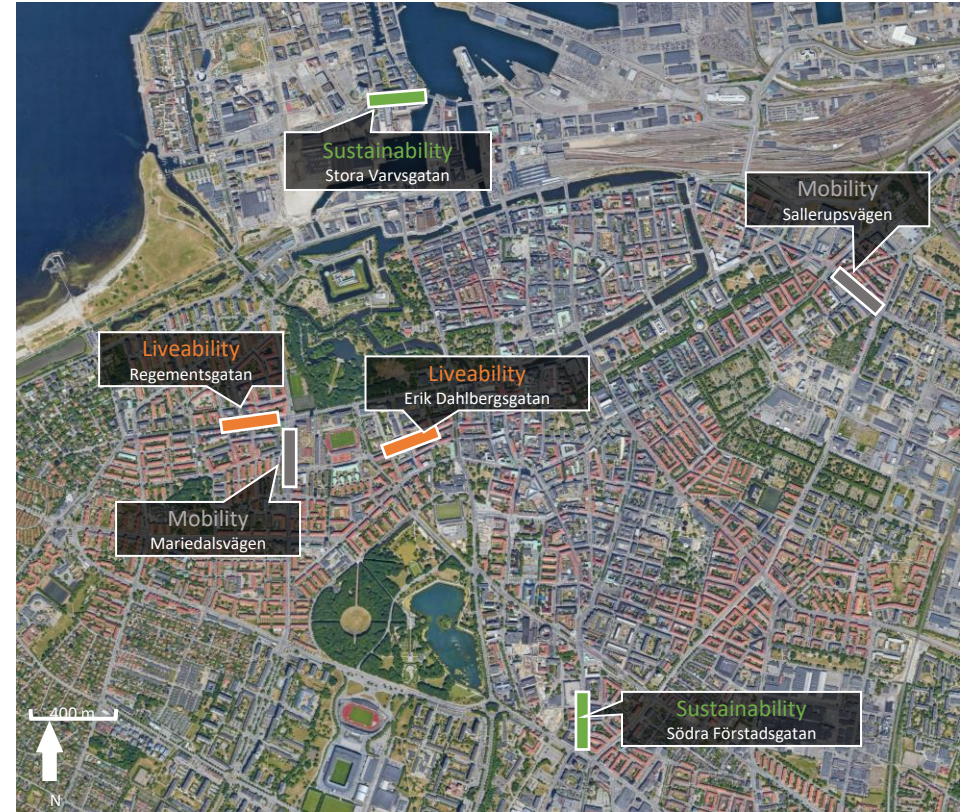 Sustainability
Stora Varvsgatan
Mobility
Sallerupsvägen
Liveability
Regementsgatan
Liveability
Erik Dahlbergsgatan
Mobility
Mariedalsvägen
Sustainability
Södra Förstadsgatan
400 m
N